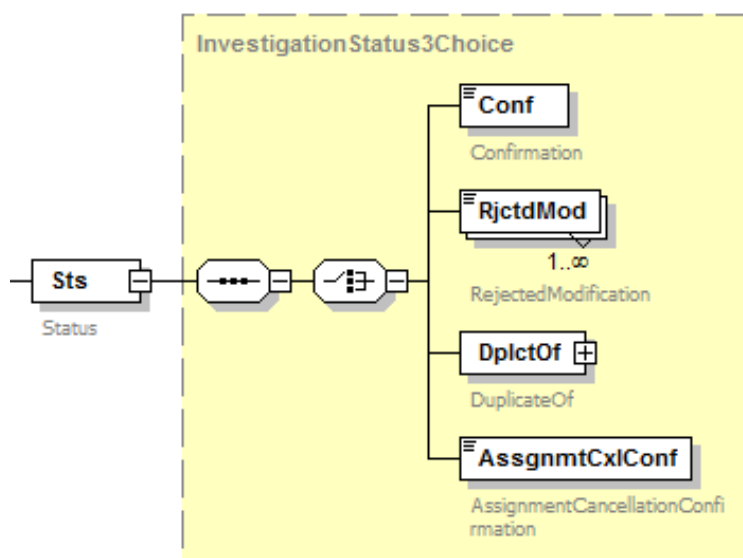 InvestigationStatus3Choice
Conf
Confirmation
RjctdMod
1..∞
RejectedModification
Sts
Status
DplctOf
DuplicateOf
AssgnmtCxlConf
AssignmentCancellationConfi
rmation